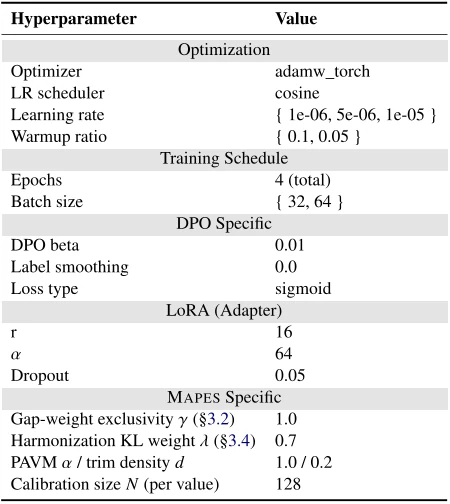 Hyperparameter Value
Optimization
Optimizer adamw_torch
LR scheduler cosine
Learning rate { 1e-06, 5e-06, 1e-05 }
Warmup ratio { 0.1, 0.05 }
Training Schedule
Epochs 4 (total)
Batch size { 32, 64 }
DPO Specific
DPO beta 0.01
Label smoothing 0.0
Loss type sigmoid
LoRA (Adapter)
r 16
α 64
Dropout 0.05
MAPES Specific
Gap-weight exclusivity γ (§3.2) 1.0
Harmonization KL weight λ (§3.4) 0.7
PAVM α / trim density d 1.0 / 0.2
Calibration size N (per value) 128